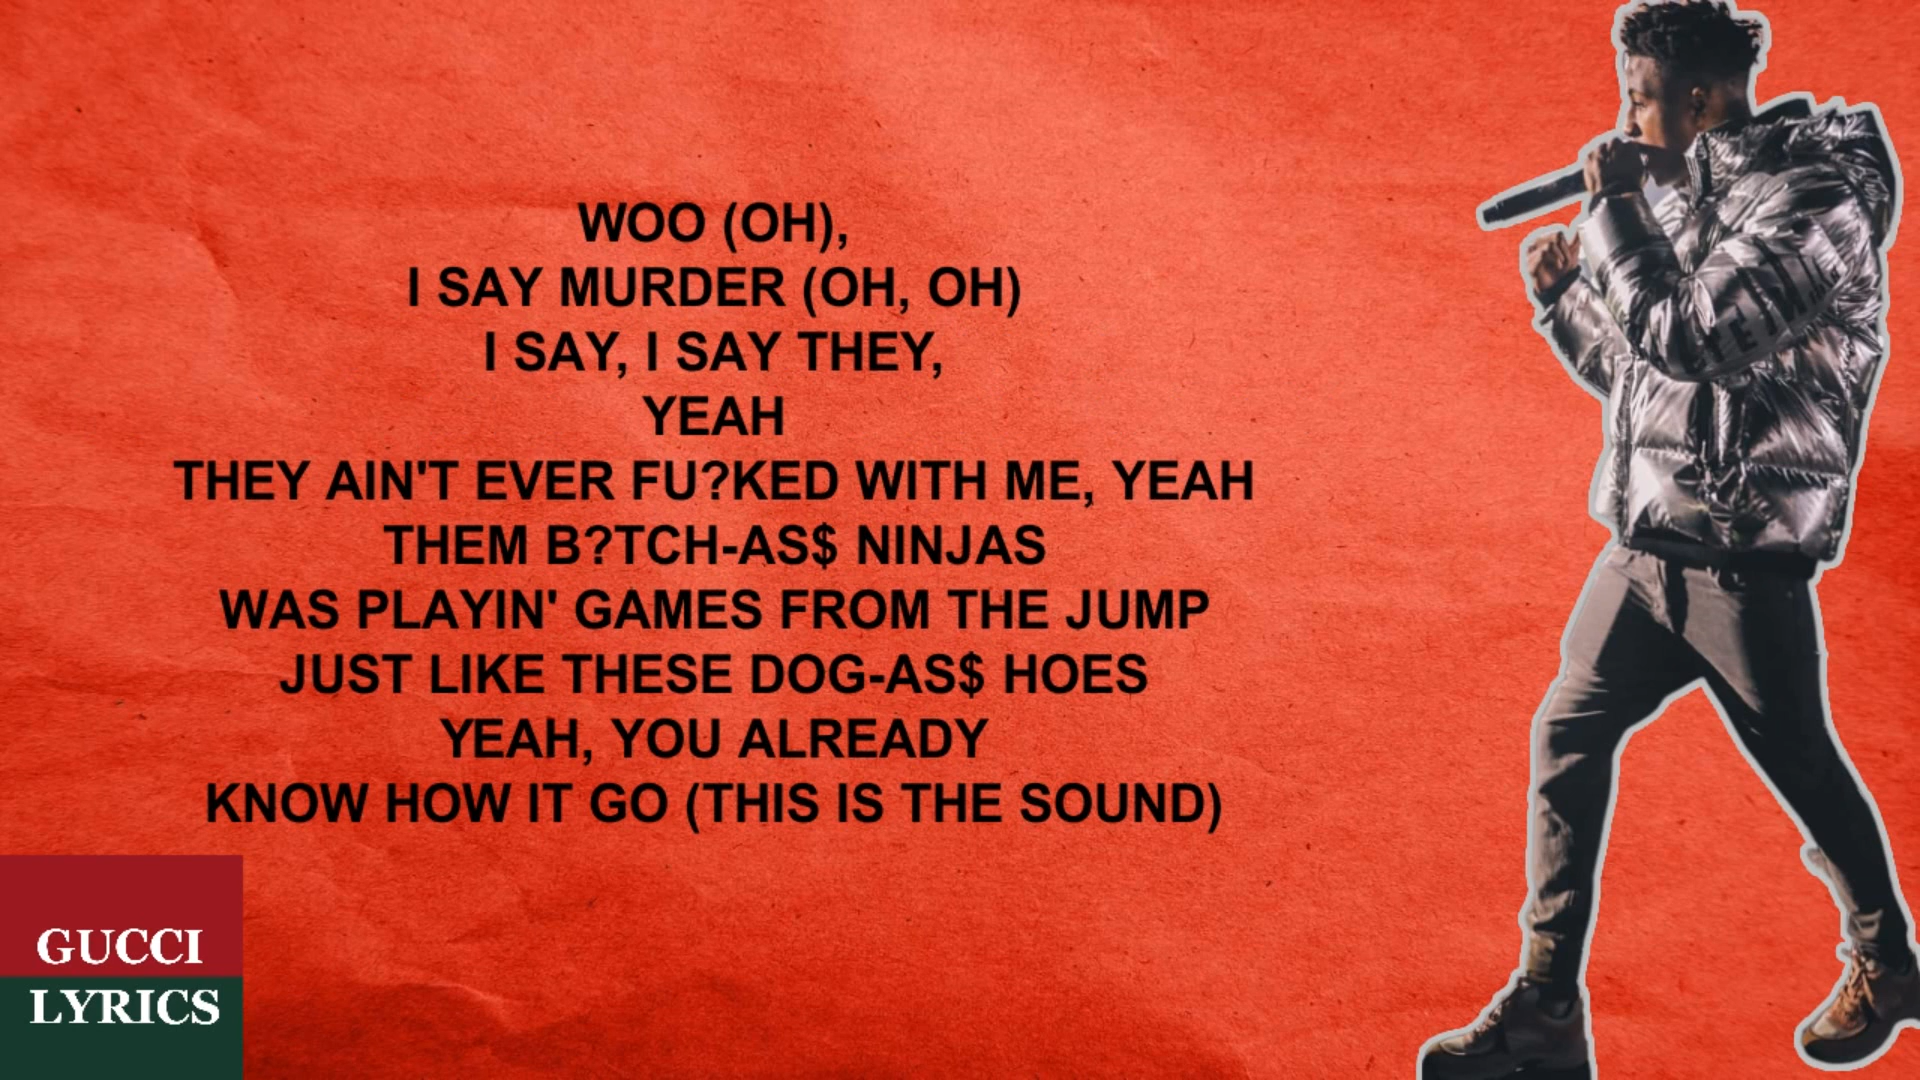 WOO (OH),
I SAY MURDER (OH, OH)
I SAY, I SAY THEY,
YEAH
THEY AIN'T EVER FU?KED WITH ME, YEAH
THEM B?TCH-AS$ NINJAS
WAS PLAYIN' GAMES FROM THE JUMP
JUST LIKE THESE DOG-AS$ HOES
YEAH, YOU ALREADY
KNOW HOW IT GO (THIS IS THE SOUND)
GUCCI
LYRICS